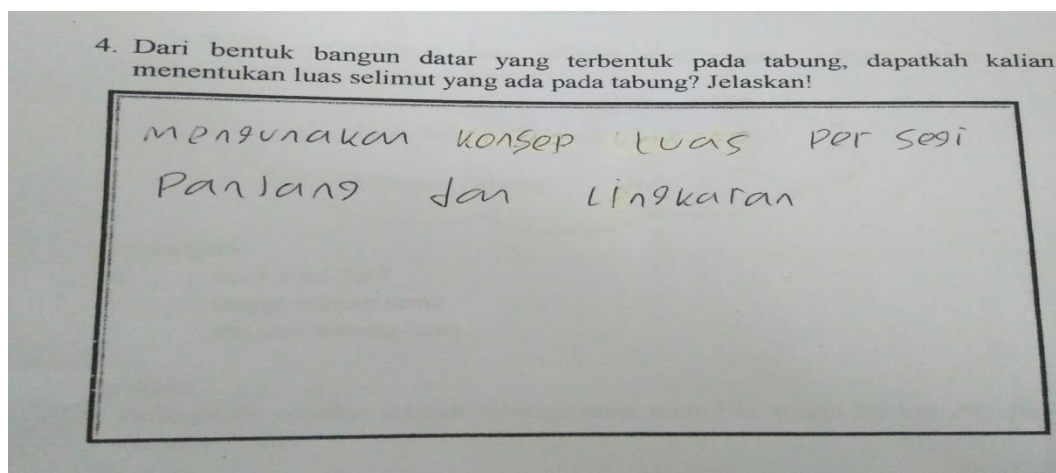 4. Dari bentuk bangun datar yang terbentuk pada tabung, dapatkah kalian
menentukan luas selimut yang ada pada tabung? Jelaskan!
mengunakan konsep luas per segi
Panjang dan Lingkaran